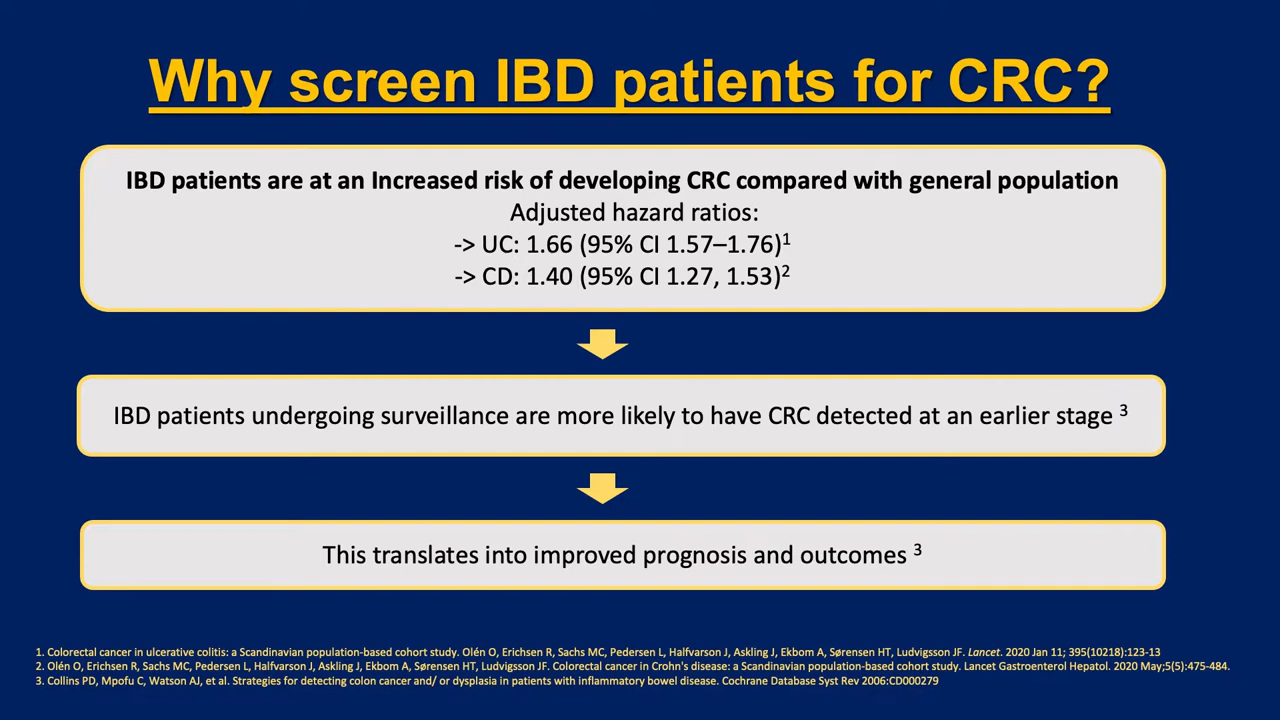 Why screen IBD patients for CRC?
IBD patients are at an Increased risk of developing CRC compared with general population
Adjusted hazard ratios:
-> UC: 1.66 (95% CI 1.57–1.76)1
-> CD: 1.40 (95% CI 1.27, 1.53)2
IBD patients undergoing surveillance are more likely to have CRC detected at an earlier stage 3
This translates into improved prognosis and outcomes 3
1. Colorectal cancer in ulcerative colitis: a Scandinavian population-based cohort study. Olén O, Erichsen R, Sachs MC, Pedersen L, Halfvarson J, Askling J, Ekbom A, Sørensen HT, Ludvigsson JF. Lancet. 2020 Jan 11; 395(10218):123-13
2. Olén O, Erichsen R, Sachs MC, Pedersen L, Halfvarson J, Askling J, Ekbom A, Sørensen HT, Ludvigsson JF. Colorectal cancer in Crohn's disease: a Scandinavian population-based cohort study. Lancet Gastroenterol Hepatol. 2020 May;5(5):475-484.
3. Collins PD, Mpofu C, Watson AJ, et al. Strategies for detecting colon cancer and/ or dysplasia in patients with inflammatory bowel disease. Cochrane Database Syst Rev 2006:CD000279